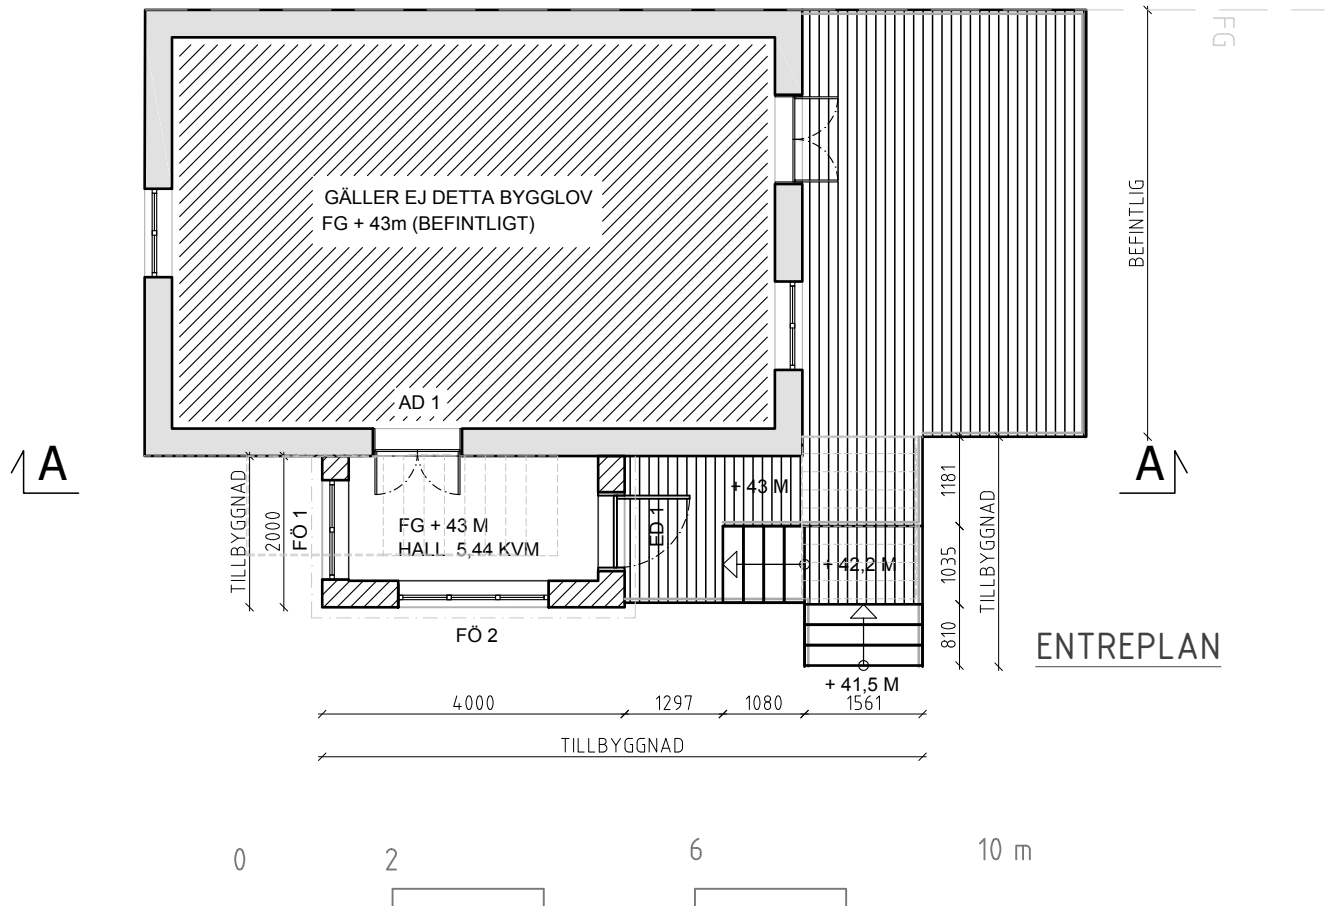 FG
BEFINTLIG
GÄLLER EJ DETTA BYGGLOV
FG + 43m (BEFINTLIGT)
AD 1
A
A
TILLBYGGNAD
2000
FÖ 1
FG + 43 M
HALL 5,44 KVM
ED 1
+ 43 M
+ 42,2 M
1181
1035
810
TILLBYGGNAD
FÖ 2
ENTREPLAN
+ 41,5 M
4000
1297
1080
1561
TILLBYGGNAD
0
2
6
10 m